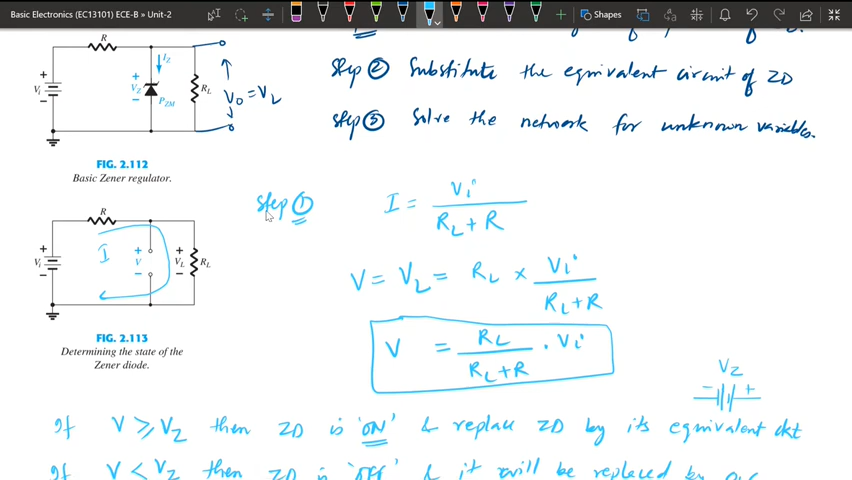 Basic Electronics (EC13101) ECE-B » Unit-2
Shapes
R
+ Vi −
IZ
+ VZ −
PZM
RL
Vo = VL
FIG. 2.112
Basic Zener regulator.
Step ② Substitute the equivalent circuit of ZD
Step ③ Solve the network for unknown variables.
Step ①
I = Vi / (RL + R)
V = VL = RL × Vi / (RL + R)
V = RL / (RL + R) . Vi
R
+ Vi −
I
+ V −
+ VL −
RL
FIG. 2.113
Determining the state of the
Zener diode.
VZ
− +
If V ≥ VZ then ZD is 'ON' & replace ZD by its equivalent ckt
If V < VZ then ZD is 'OFF' & it will be replaced by o.c